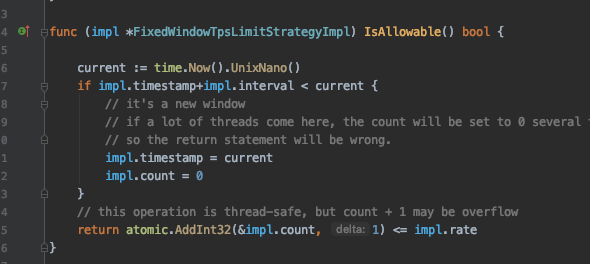 3
4 func (impl *FixedWindowTpsLimitStrategyImpl) IsAllowable() bool {
5
6 current := time.Now().UnixNano()
7 if impl.timestamp+impl.interval < current {
8 // it's a new window
9 // if a lot of threads come here, the count will be set to 0 several
0 // so the return statement will be wrong.
1 impl.timestamp = current
2 impl.count = 0
3 }
4 // this operation is thread-safe, but count + 1 may be overflow
5 return atomic.AddInt32(&impl.count, delta: 1) <= impl.rate
6 }